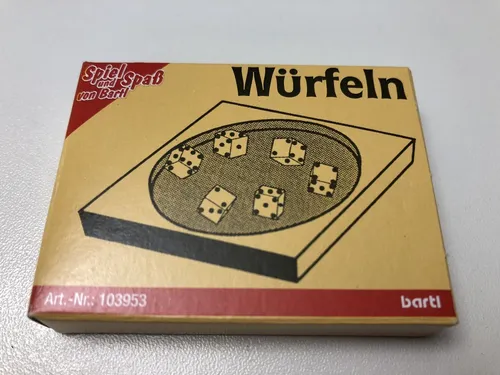 Spiel
und Spaß
von Bartl
Würfeln
Art.-Nr.: 103953
bartl